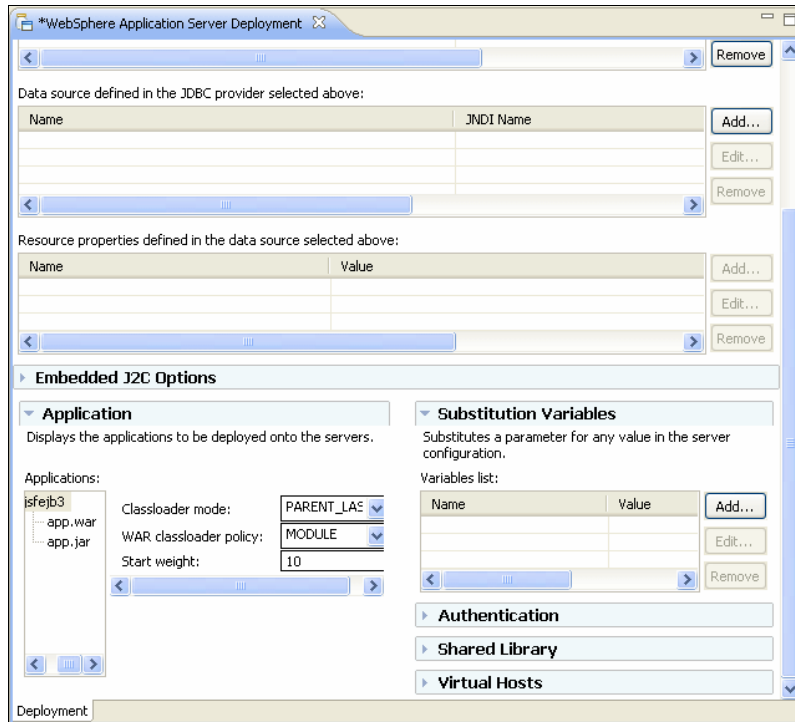 *WebSphere Application Server Deployment
Remove
Data source defined in the JDBC provider selected above:
Name JNDI Name
Add...
Edit...
Remove
Resource properties defined in the data source selected above:
Name Value
Add...
Edit...
Remove
Embedded J2C Options
Application
Displays the applications to be deployed onto the servers.
Applications:
jsfejb3
app.war
app.jar
Classloader mode: PARENT_LAS
WAR classloader policy: MODULE
Start weight: 10
Substitution Variables
Substitutes a parameter for any value in the server
configuration.
Variables list:
Name Value
Add...
Edit...
Remove
Authentication
Shared Library
Virtual Hosts
Deployment